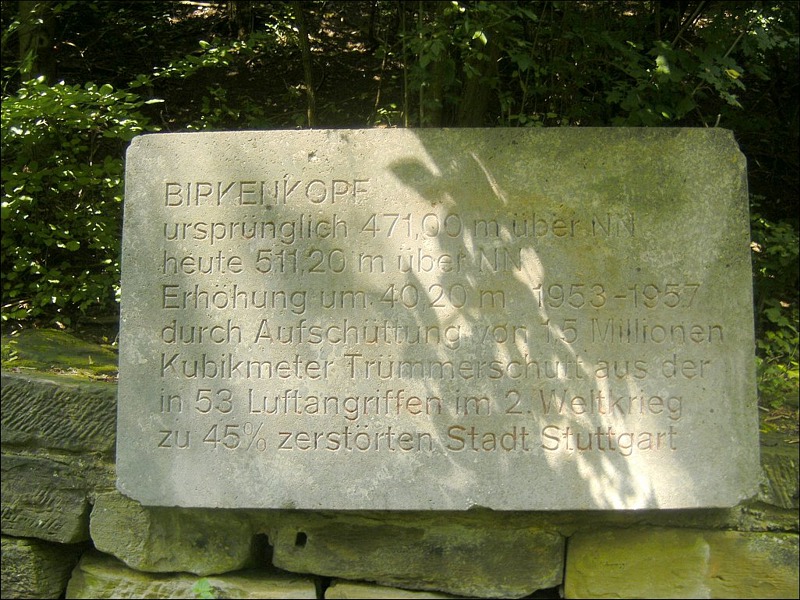 BIRKENKOPF
ursprünglich 471,00 m über NN
heute 511,20 m über NN
Erhöhung um 40,20 m 1953-1957
durch Aufschüttung von 1,5 Millionen
Kubikmeter Trümmerschutt aus der
in 53 Luftangriffen im 2. Weltkrieg
zu 45% zerstörten Stadt Stuttgart